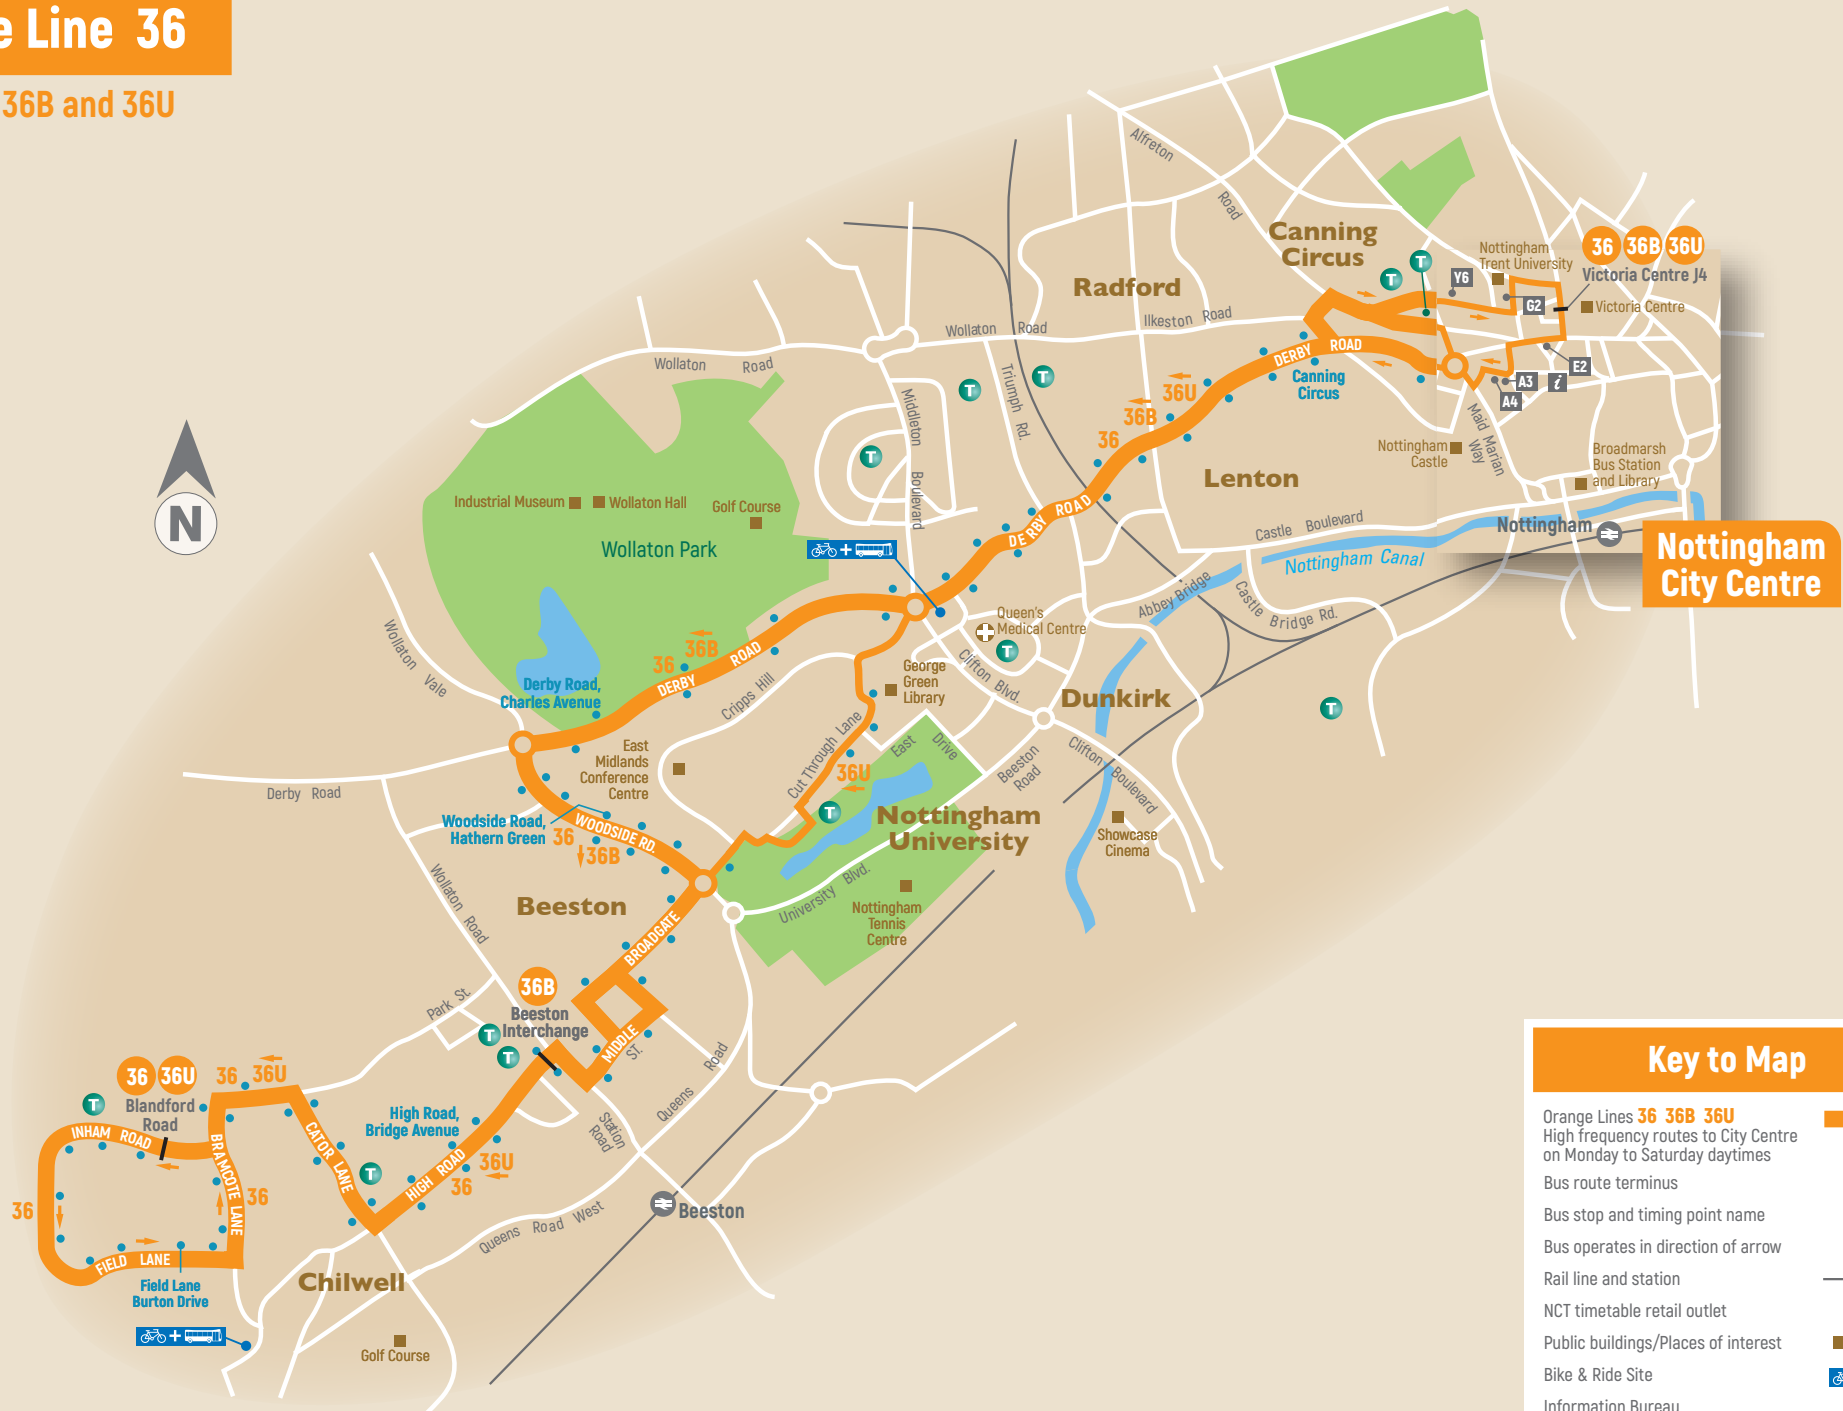 e Line 36
36B and 36U
Alfreton
Road
Canning
Circus
Radford
Nottingham
Trent University
36 36B 36U
Victoria Centre J4
Victoria Centre
Y6
G2
E2
A3
A4
i
T
T
Wollaton Road
Ilkeston Road
DERBY ROAD
Canning
Circus
Wollaton Road
Middleton
Boulevard
Triumph Rd.
T
T
T
36U
36B
36
Lenton
Maid Marian
Way
Nottingham
Castle
Broadmarsh
Bus Station
and Library
Nottingham
Nottingham
City Centre
Castle Boulevard
Nottingham Canal
Abbey Bridge
Castle Bridge Rd.
N
Industrial Museum
Wollaton Hall
Golf Course
Wollaton Park
DERBY ROAD
Queen's
Medical Centre
T
Clifton Blvd.
George
Green
Library
Dunkirk
T
Wollaton Vale
36 36B
DERBY ROAD
Derby Road,
Charles Avenue
Cripps Hill
Cut Through Lane
East Drive
Beeston
Road
Clifton Boulevard
East
Midlands
Conference
Centre
36U
T
Nottingham
University
Showcase
Cinema
Derby Road
Woodside Road,
Hathern Green
WOODSIDE RD.
36
36B
University Blvd.
Nottingham
Tennis
Centre
Wollaton Road
Beeston
BROADGATE
36B
Beeston
Interchange
Park St.
T
T
MIDDLE
ST.
Queens Road
Station
Road
36 36U
Blandford
Road
T
36 36U
INHAM ROAD
BRAMCOTE LANE
CATOR LANE
High Road,
Bridge Avenue
T
HIGH ROAD
36U
36
36
36
FIELD LANE
Field Lane
Burton Drive
Queens Road West
Beeston
Chilwell
Golf Course
Key to Map
Orange Lines 36 36B 36U
High frequency routes to City Centre
on Monday to Saturday daytimes
Bus route terminus
Bus stop and timing point name
Bus operates in direction of arrow
Rail line and station
NCT timetable retail outlet
Public buildings/Places of interest
Bike & Ride Site
Information Bureau